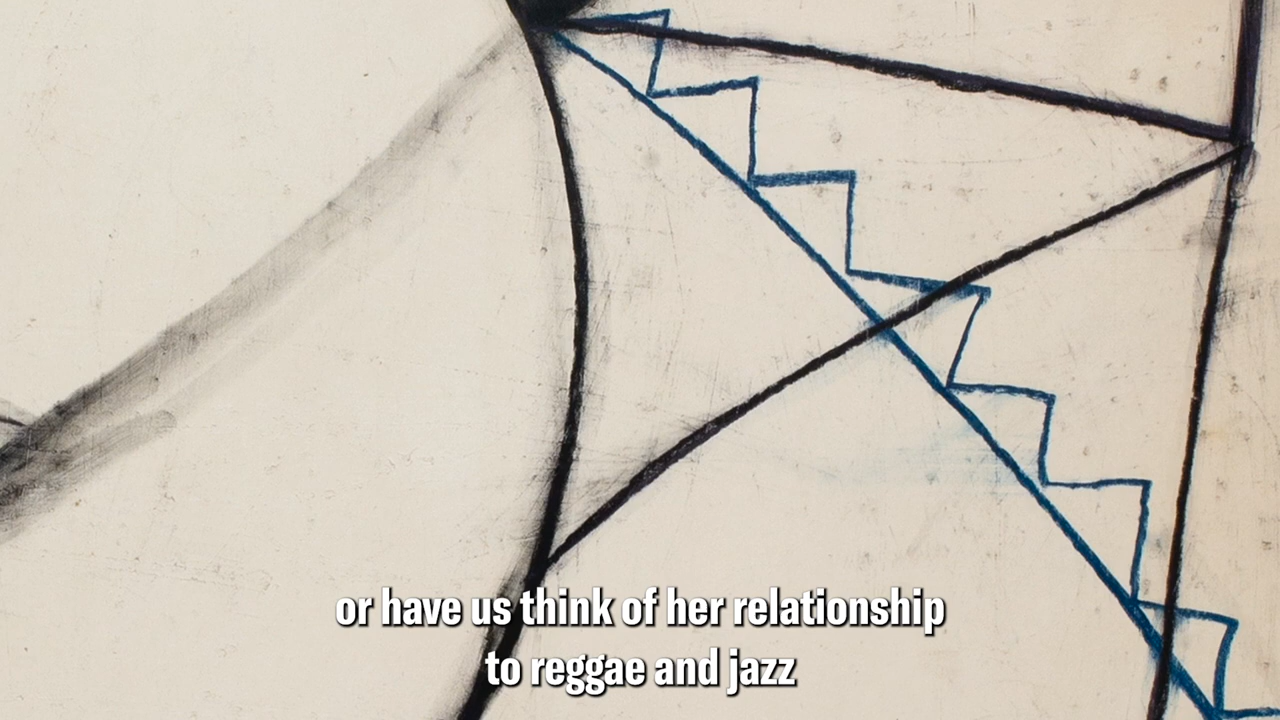 or have us think of her relationship
to reggae and jazz